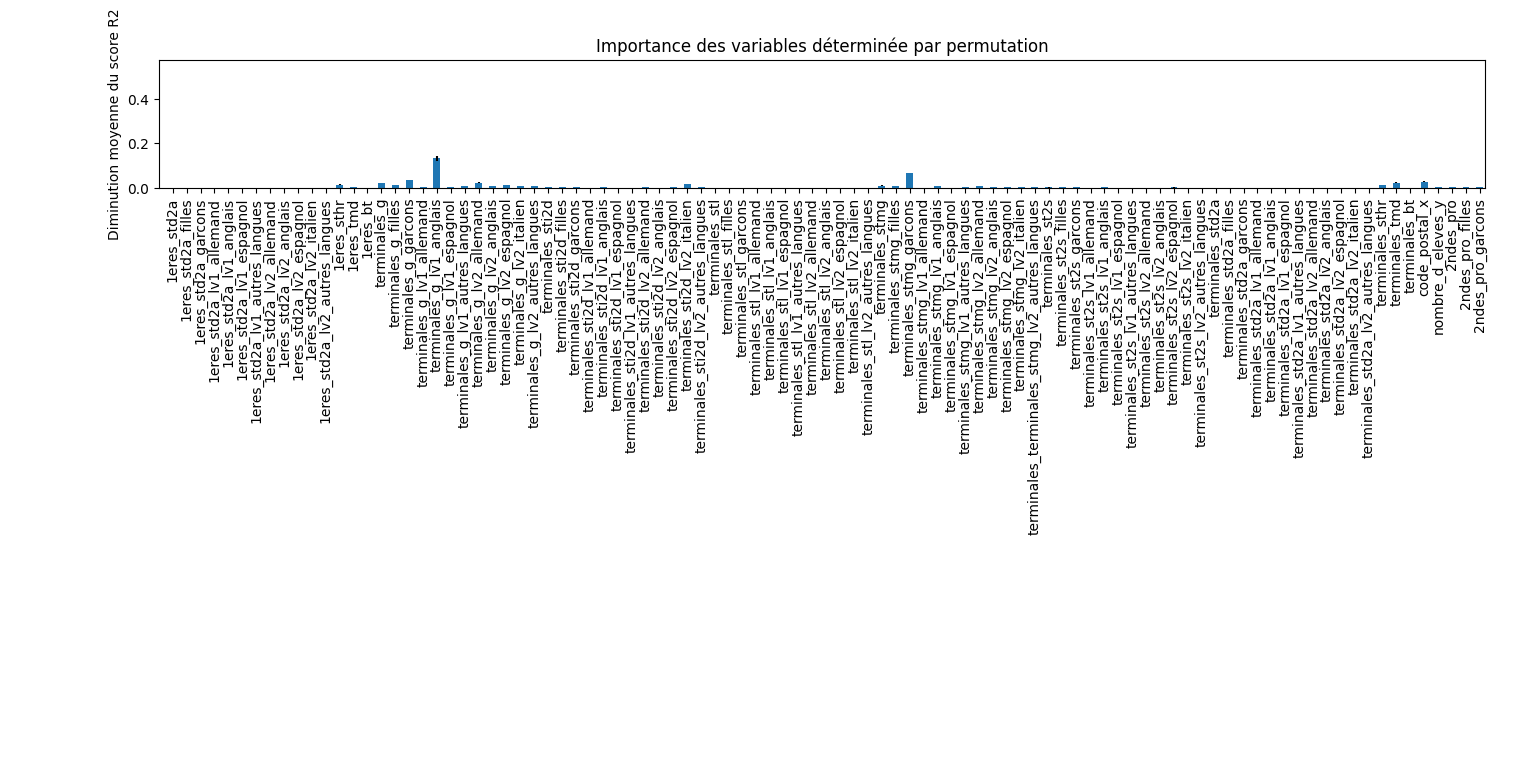 Importance des variables déterminée par permutation
Diminution moyenne du score R2
0.4
0.2
0.0
1eres_std2a
1eres_std2a_filles
1eres_std2a_garcons
1eres_std2a_lv1_allemand
1eres_std2a_lv1_anglais
1eres_std2a_lv1_espagnol
1eres_std2a_lv1_autres_langues
1eres_std2a_lv2_allemand
1eres_std2a_lv2_anglais
1eres_std2a_lv2_espagnol
1eres_std2a_lv2_italien
1eres_std2a_lv2_autres_langues
1eres_sthr
1eres_tmd
1eres_bt
terminales_g
terminales_g_filles
terminales_g_garcons
terminales_g_lv1_allemand
terminales_g_lv1_anglais
terminales_g_lv1_espagnol
terminales_g_lv1_autres_langues
terminales_g_lv2_allemand
terminales_g_lv2_anglais
terminales_g_lv2_espagnol
terminales_g_lv2_italien
terminales_g_lv2_autres_langues
terminales_sti2d
terminales_sti2d_filles
terminales_sti2d_garcons
terminales_sti2d_lv1_allemand
terminales_sti2d_lv1_anglais
terminales_sti2d_lv1_espagnol
terminales_sti2d_lv1_autres_langues
terminales_sti2d_lv2_allemand
terminales_sti2d_lv2_anglais
terminales_sti2d_lv2_espagnol
terminales_sti2d_lv2_italien
terminales_sti2d_lv2_autres_langues
terminales_stl
terminales_stl_filles
terminales_stl_garcons
terminales_stl_lv1_allemand
terminales_stl_lv1_anglais
terminales_stl_lv1_espagnol
terminales_stl_lv1_autres_langues
terminales_stl_lv2_allemand
terminales_stl_lv2_anglais
terminales_stl_lv2_espagnol
terminales_stl_lv2_italien
terminales_stl_lv2_autres_langues
terminales_stmg
terminales_stmg_filles
terminales_stmg_garcons
terminales_stmg_lv1_allemand
terminales_stmg_lv1_anglais
terminales_stmg_lv1_espagnol
terminales_stmg_lv1_autres_langues
terminales_stmg_lv2_allemand
terminales_stmg_lv2_anglais
terminales_stmg_lv2_espagnol
terminales_stmg_lv2_italien
terminales_terminales_stmg_lv2_autres_langues
terminales_st2s
terminales_st2s_filles
terminales_st2s_garcons
terminales_st2s_lv1_allemand
terminales_st2s_lv1_anglais
terminales_st2s_lv1_espagnol
terminales_st2s_lv1_autres_langues
terminales_st2s_lv2_allemand
terminales_st2s_lv2_anglais
terminales_st2s_lv2_espagnol
terminales_st2s_lv2_italien
terminales_st2s_lv2_autres_langues
terminales_std2a
terminales_std2a_filles
terminales_std2a_garcons
terminales_std2a_lv1_allemand
terminales_std2a_lv1_anglais
terminales_std2a_lv1_espagnol
terminales_std2a_lv1_autres_langues
terminales_std2a_lv2_allemand
terminales_std2a_lv2_anglais
terminales_std2a_lv2_espagnol
terminales_std2a_lv2_italien
terminales_std2a_lv2_autres_langues
terminales_sthr
terminales_tmd
terminales_bt
code_postal_x
nombre_d_eleves_y
2ndes_pro
2ndes_pro_filles
2ndes_pro_garcons